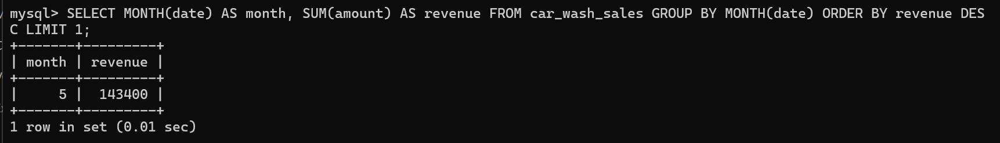 mysql> SELECT MONTH(date) AS month, SUM(amount) AS revenue FROM car_wash_sales GROUP BY MONTH(date) ORDER BY revenue DES
C LIMIT 1;
+-------+---------+
| month | revenue |
+-------+---------+
|     5 |  143400 |
+-------+---------+
1 row in set (0.01 sec)